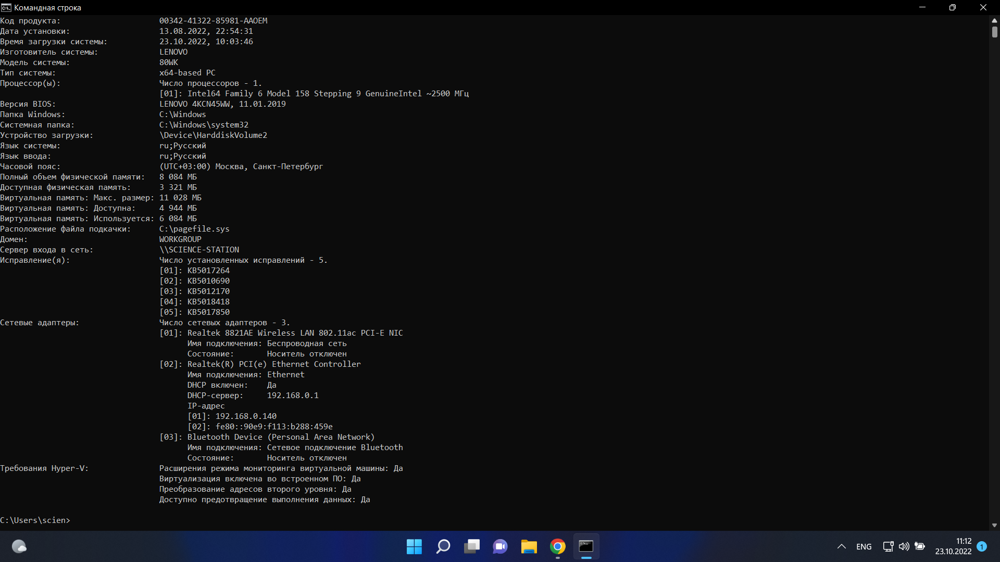 Командная строка
Код продукта: 00342-41322-85981-AAOEM
Дата установки: 13.08.2022, 22:54:31
Время загрузки системы: 23.10.2022, 10:03:46
Изготовитель системы: LENOVO
Модель системы: 80WK
Тип системы: x64-based PC
Процессор(ы): Число процессоров - 1.
[01]: Intel64 Family 6 Model 158 Stepping 9 GenuineIntel ~2500 МГц
Версия BIOS: LENOVO 4KCN45WW, 11.01.2019
Папка Windows: C:\Windows
Системная папка: C:\Windows\system32
Устройство загрузки: \Device\HarddiskVolume2
Язык системы: ru;Русский
Язык ввода: ru;Русский
Часовой пояс: (UTC+03:00) Москва, Санкт-Петербург
Полный объем физической памяти: 8 084 МБ
Доступная физическая память: 3 321 МБ
Виртуальная память: Макс. размер: 11 028 МБ
Виртуальная память: Доступна: 4 944 МБ
Виртуальная память: Используется: 6 084 МБ
Расположение файла подкачки: C:\pagefile.sys
Домен: WORKGROUP
Сервер входа в сеть: \\SCIENCE-STATION
Исправление(я): Число установленных исправлений - 5.
[01]: KB5017264
[02]: KB5010690
[03]: KB5012170
[04]: KB5018418
[05]: KB5017850
Сетевые адаптеры: Число сетевых адаптеров - 3.
[01]: Realtek 8821AE Wireless LAN 802.11ac PCI-E NIC
Имя подключения: Беспроводная сеть
Состояние: Носитель отключен
[02]: Realtek(R) PCI(e) Ethernet Controller
Имя подключения: Ethernet
DHCP включен: Да
DHCP-сервер: 192.168.0.1
IP-адрес
[01]: 192.168.0.140
[02]: fe80::90e9:f113:b288:459e
[03]: Bluetooth Device (Personal Area Network)
Имя подключения: Сетевое подключение Bluetooth
Состояние: Носитель отключен
Требования Hyper-V: Расширения режима мониторинга виртуальной машины: Да
Виртуализация включена во встроенном ПО: Да
Преобразование адресов второго уровня: Да
Доступно предотвращение выполнения данных: Да
C:\Users\scien>
ENG
11:12
23.10.2022
1